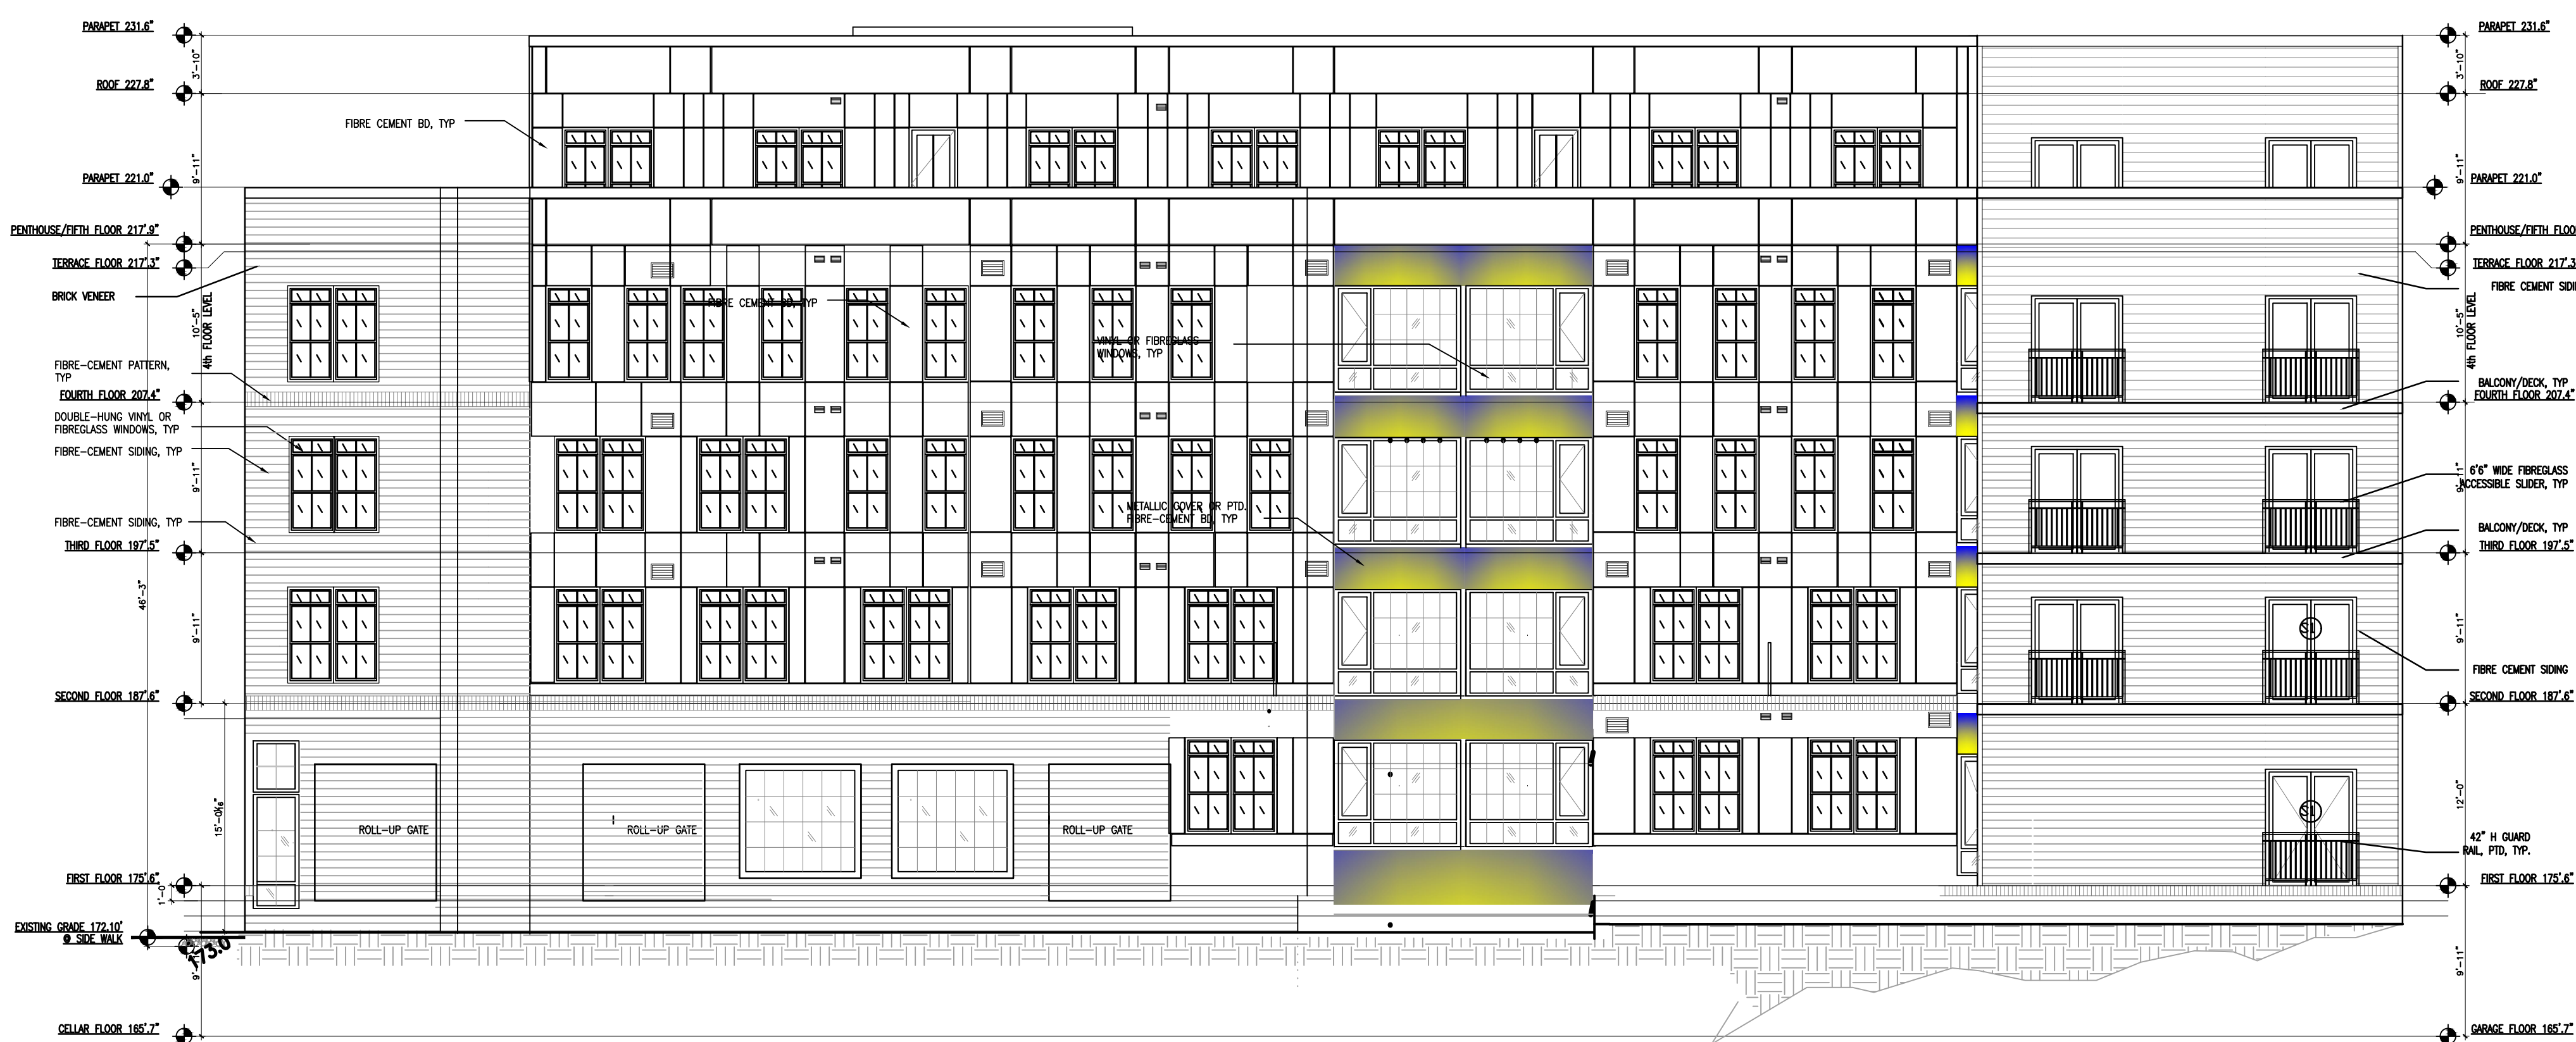 PARAPET 231.6"
3'-10"
ROOF 227.8"
FIBRE CEMENT BD, TYP
9'-11"
PARAPET 221.0"
PENTHOUSE/FIFTH FLOOR 217'.9"
TERRACE FLOOR 217'.3"
BRICK VENEER
10'-5"
4th FLOOR LEVEL
FIBRE-CEMENT PATTERN,
TYP
FOURTH FLOOR 207.4"
DOUBLE-HUNG VINYL OR
FIBREGLASS WINDOWS, TYP
FIBRE-CEMENT SIDING, TYP
9'-11"
FIBRE-CEMENT SIDING, TYP
THIRD FLOOR 197'.5"
46'-3"
9'-11"
SECOND FLOOR 187'.6"
FIRST FLOOR 175'.6"
1'-0"
EXISTING GRADE 172.10'
@ SIDE WALK
173.0
CELLAR FLOOR 165'.7"
FIBRE CEMENT BD, TYP
VINYL OR FIBREGLASS
WINDOWS, TYP
METALLIC COVER OR PTD.
FIBRE-CEMENT BD, TYP
ROLL-UP GATE
ROLL-UP GATE
ROLL-UP GATE
S1
S1
PARAPET 231.6"
3'-10"
ROOF 227.8"
9'-11"
PARAPET 221.0"
PENTHOUSE/FIFTH FLOO
TERRACE FLOOR 217'.3
FIBRE CEMENT SIDI
10'-5"
4th FLOOR LEVEL
BALCONY/DECK, TYP
FOURTH FLOOR 207.4"
9'-11"
6'6" WIDE FIBREGLASS
ACCESSIBLE SLIDER, TYP
BALCONY/DECK, TYP
THIRD FLOOR 197'.5"
9'-11"
FIBRE CEMENT SIDING
SECOND FLOOR 187'.6"
12'-0"
42" H GUARD
RAIL, PTD, TYP.
FIRST FLOOR 175'.6"
9'-11"
GARAGE FLOOR 165'.7"